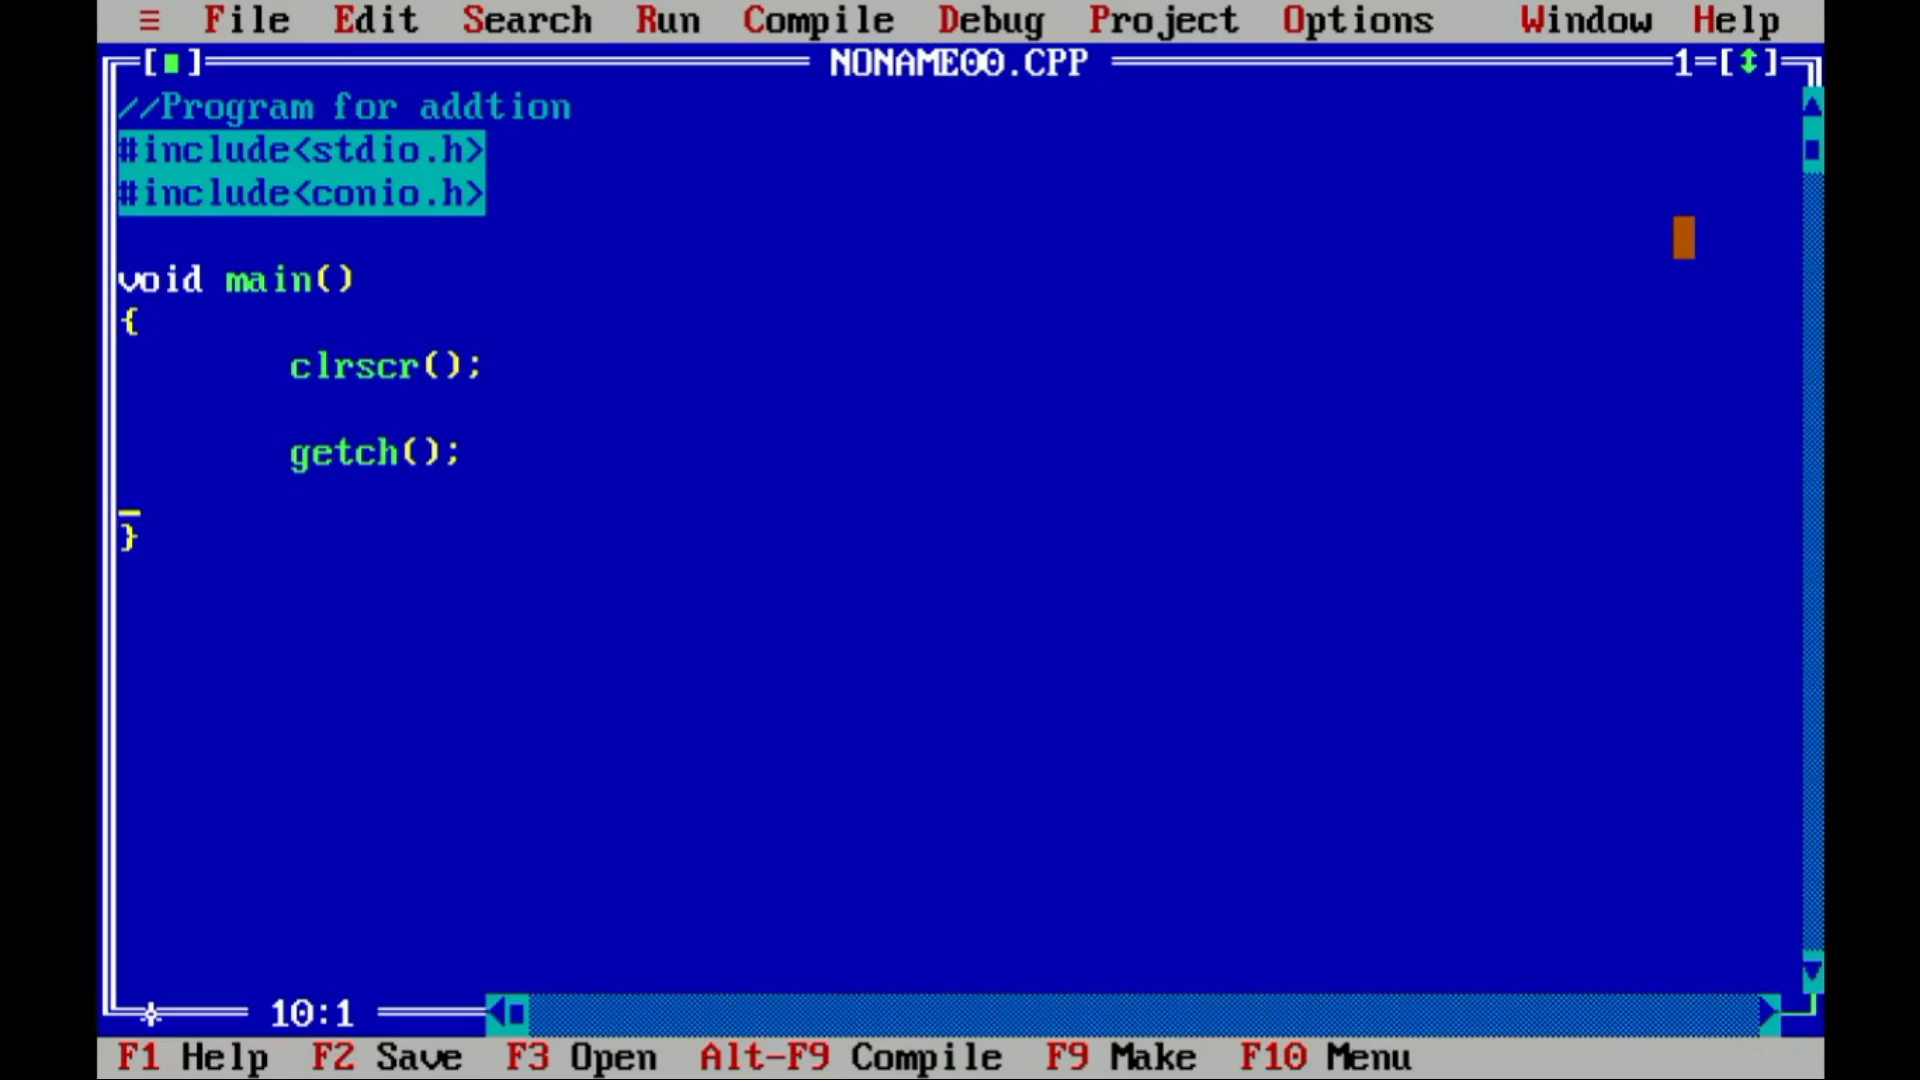 ≡ File Edit Search Run Compile Debug Project Options Window Help
[■] NONAME00.CPP 1=[↕]
//Program for addtion
#include<stdio.h>
#include<conio.h>
void main()
{
clrscr();
getch();
}
10:1
F1 Help F2 Save F3 Open Alt-F9 Compile F9 Make F10 Menu